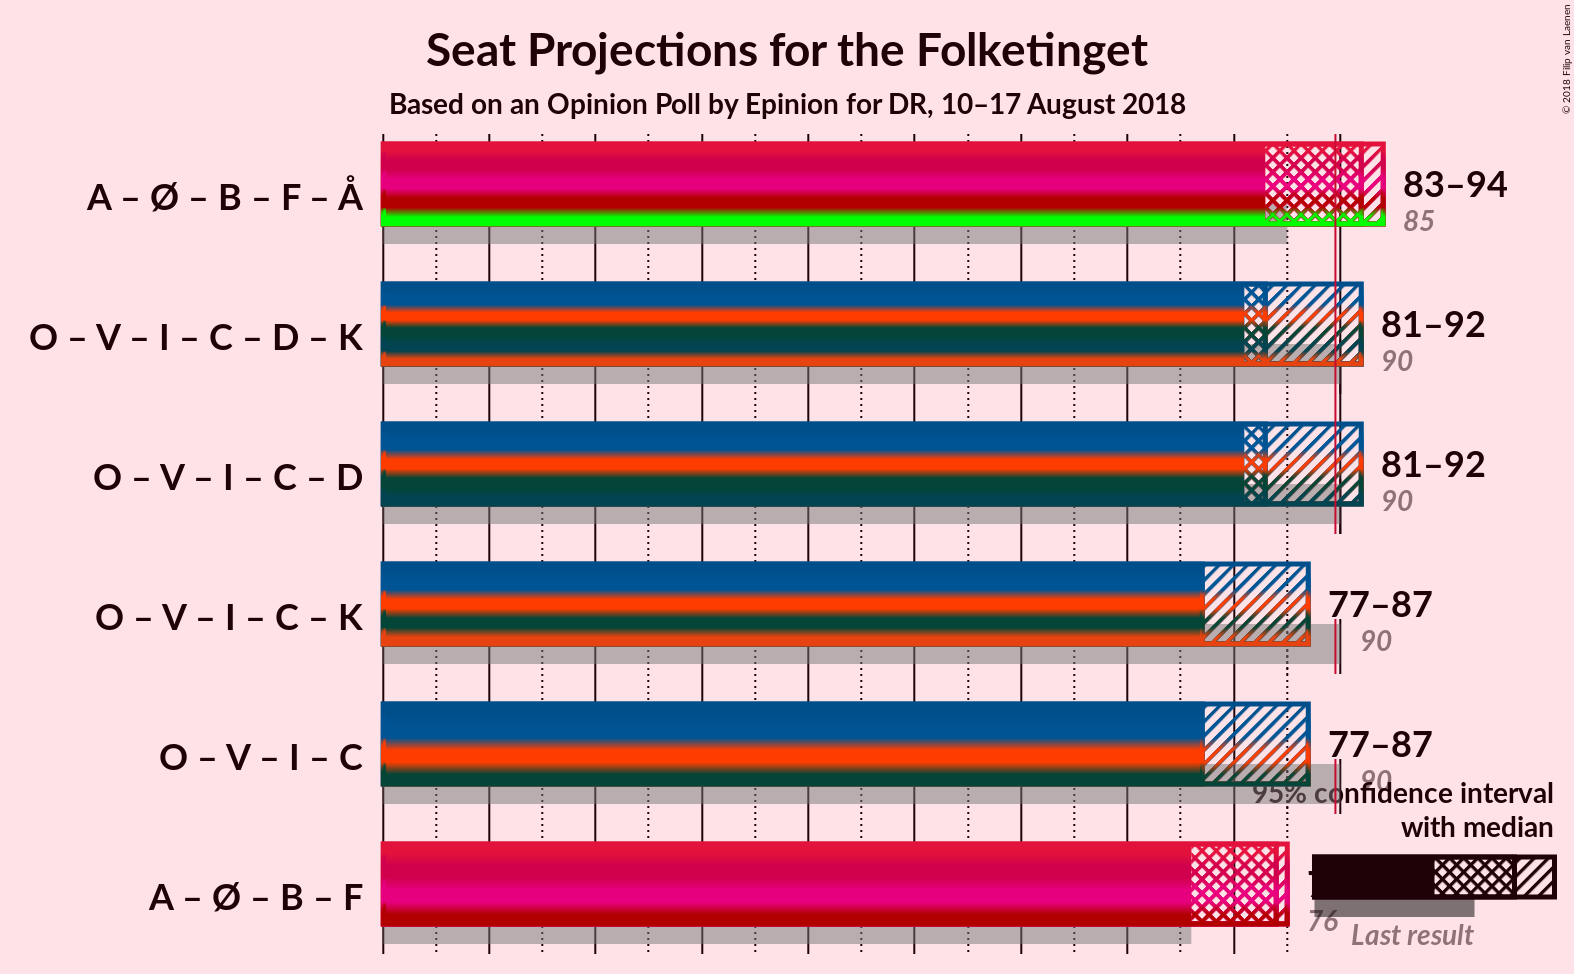 Seat Projections for the Folketinget
Based on an Opinion Poll by Epinion for DR, 10–17 August 2018
© 2018 Filip van Laenen
A – Ø – B – F – Å
83–94
85
O – V – I – C – D – K
81–92
90
O – V – I – C – D
81–92
90
O – V – I – C – K
77–87
90
O – V – I – C
77–87
90
95% confidence interval
with median
A – Ø – B – F
76
Last result